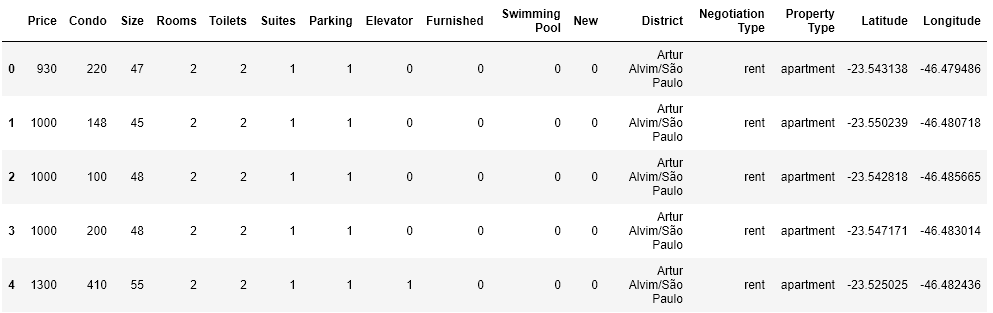 Price Condo Size Rooms Toilets Suites Parking Elevator Furnished Swimming Pool New District Negotiation Type Property Type Latitude Longitude
0 930 220 47 2 2 1 1 0 0 0 0 Artur Alvim/São Paulo rent apartment -23.543138 -46.479486
1 1000 148 45 2 2 1 1 0 0 0 0 Artur Alvim/São Paulo rent apartment -23.550239 -46.480718
2 1000 100 48 2 2 1 1 0 0 0 0 Artur Alvim/São Paulo rent apartment -23.542818 -46.485665
3 1000 200 48 2 2 1 1 0 0 0 0 Artur Alvim/São Paulo rent apartment -23.547171 -46.483014
4 1300 410 55 2 2 1 1 1 0 0 0 Artur Alvim/São Paulo rent apartment -23.525025 -46.482436